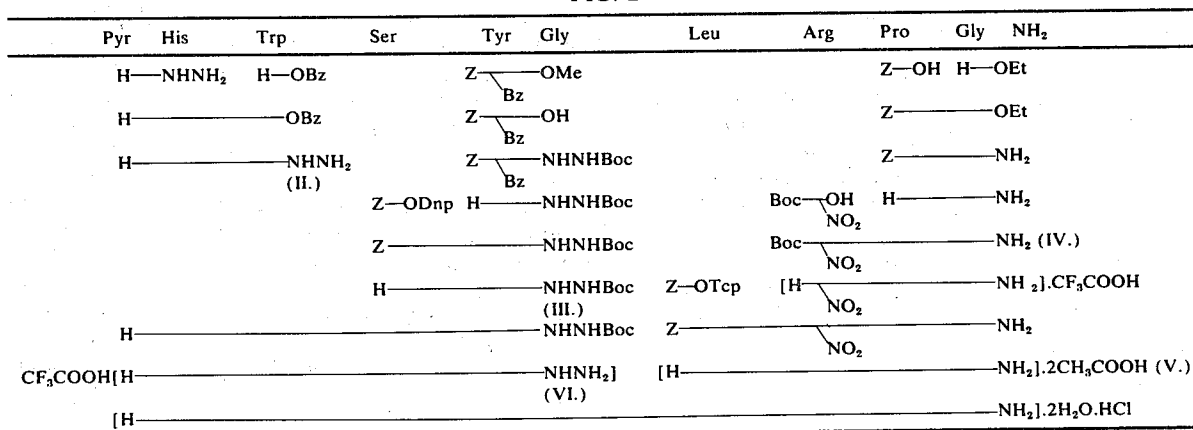 Pyr His Trp Ser Tyr Gly Leu Arg Pro Gly NH₂
H—NHNH₂ H—OBz Z—OMe Z—OH H—OEt
Bz
H—OBz Z—OH Z—OEt
Bz
H—NHNH₂ Z—NHNHBoc Z—NH₂
(II.) Bz
Z—ODnp H—NHNHBoc Boc—OH H—NH₂
NO₂
Z—NHNHBoc Boc—NH₂ (IV.)
NO₂
H—NHNHBoc Z—OTcp [H—NH₂].CF₃COOH
(III.) NO₂
H—NHNHBoc Z—NH₂
NO₂
CF₃COOH[H—NHNH₂] [H—NH₂].2CH₃COOH (V.)
(VI.)
[H—NH₂].2H₂O.HCl